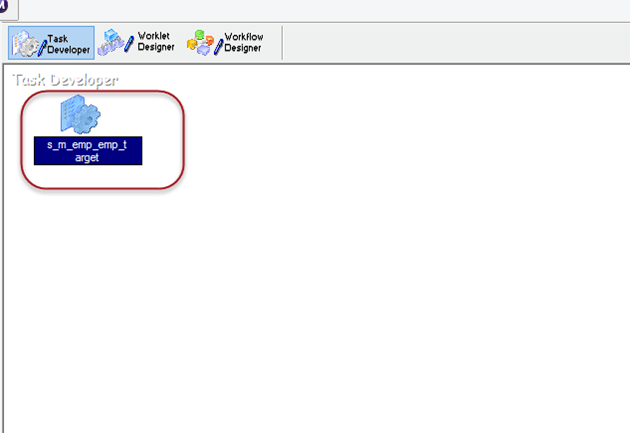 Task
Developer
Worklet
Designer
Workflow
Designer
Task Developer
s_m_emp_emp_t
arget